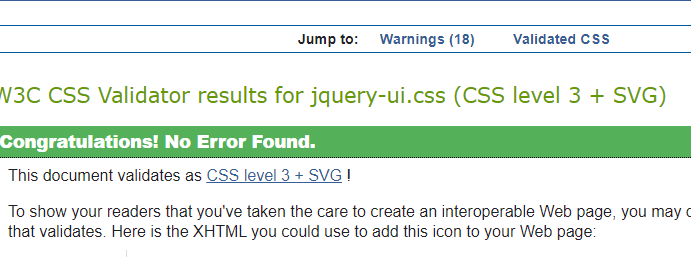 Jump to: Warnings (18) Validated CSS
W3C CSS Validator results for jquery-ui.css (CSS level 3 + SVG)
Congratulations! No Error Found.
This document validates as CSS level 3 + SVG !
To show your readers that you've taken the care to create an interoperable Web page, you may
that validates. Here is the XHTML you could use to add this icon to your Web page: